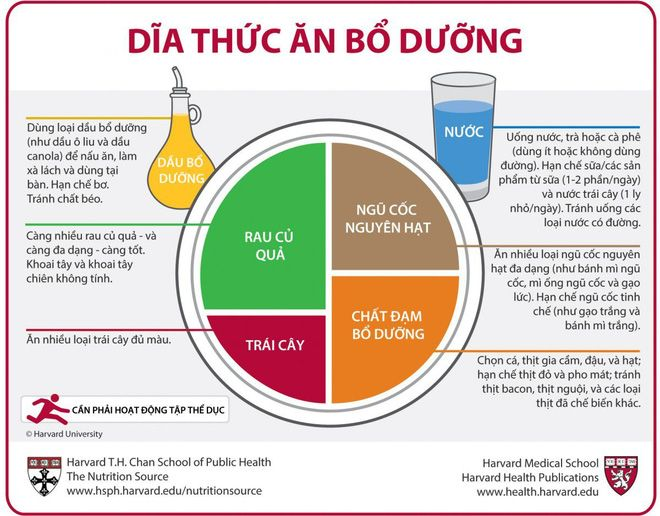 DĨA THỨC ĂN BỔ DƯỠNG
Dùng loại dầu bổ dưỡng
(như dầu ô liu và dầu
canola) để nấu ăn, làm
xà lách và dùng tại
bàn. Hạn chế bơ.
Tránh chất béo.
DẦU BỔ
DƯỠNG
NƯỚC
Uống nước, trà hoặc cà phê
(dùng ít hoặc không dùng
đường). Hạn chế sữa/các sản
phẩm từ sữa (1-2 phần/ngày)
và nước trái cây (1 ly
nhỏ/ngày). Tránh uống các
loại nước có đường.
Càng nhiều rau củ quả - và
càng đa dạng - càng tốt.
Khoai tây và khoai tây
chiên không tính.
RAU CỦ
QUẢ
NGŨ CỐC
NGUYÊN HẠT
Ăn nhiều loại ngũ cốc nguyên
hạt đa dạng (như bánh mì ngũ
cốc, mì ống ngũ cốc và gạo
lức). Hạn chế ngũ cốc tinh
chế (như gạo trắng và
bánh mì trắng).
Ăn nhiều loại trái cây đủ màu.
TRÁI CÂY
CHẤT ĐẠM
BỔ DƯỠNG
Chọn cá, thịt gia cầm, đậu, và hạt;
hạn chế thịt đỏ và pho mát; tránh
thịt bacon, thịt nguội, và các loại
thịt đã chế biến khác.
CẦN PHẢI HOẠT ĐỘNG TẬP THỂ DỤC
© Harvard University
Harvard T.H. Chan School of Public Health
The Nutrition Source
www.hsph.harvard.edu/nutritionsource
Harvard Medical School
Harvard Health Publications
www.health.harvard.edu